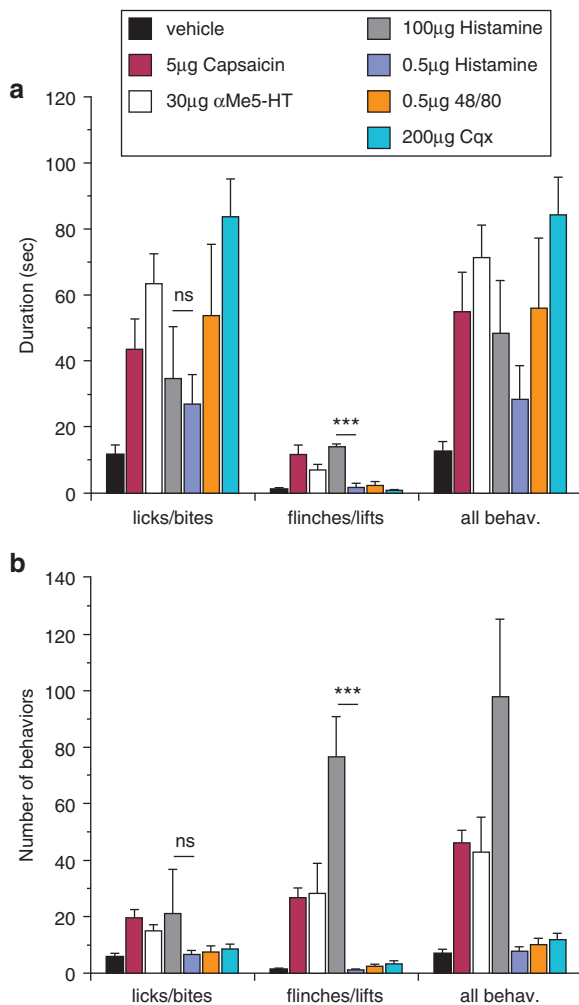 vehicle
5µg Capsaicin
30µg αMe5-HT
100µg Histamine
0.5µg Histamine
0.5µg 48/80
200µg Cqx
a
120
100
80
60
40
20
0
Duration (sec)
ns
***
licks/bites
flinches/lifts
all behav.
b
140
120
100
80
60
40
20
0
Number of behaviors
ns
***
licks/bites
flinches/lifts
all behav.